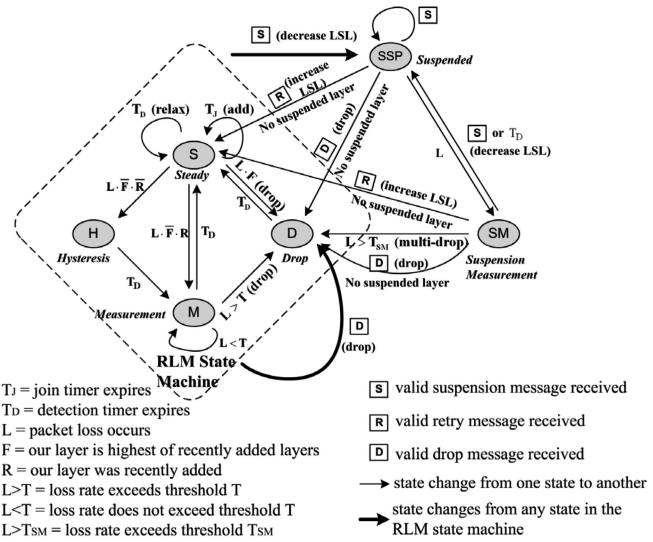 S (decrease LSL)
S
SSP
Suspended
R (increase LSL)
No suspended layer
D (drop)
No suspended layer
S or TD
(decrease LSL)
L
TD (relax)
TJ (add)
S
Steady
L·F (drop)
TD
R (increase LSL)
No suspended layer
L·F̅·R̅
H
Hysteresis
L·F̅·R
TD
D
Drop
L>TSM (multi-drop)
SM
Suspension
Measurement
D (drop)
No suspended layer
TD
Measurement
M
L>T (drop)
L<T
D
(drop)
RLM State
Machine
TJ = join timer expires
TD = detection timer expires
L = packet loss occurs
F = our layer is highest of recently added layers
R = our layer was recently added
L>T = loss rate exceeds threshold T
L<T = loss rate does not exceed threshold T
L>TSM = loss rate exceeds threshold TSM
S valid suspension message received
R valid retry message received
D valid drop message received
state change from one state to another
state changes from any state in the
RLM state machine